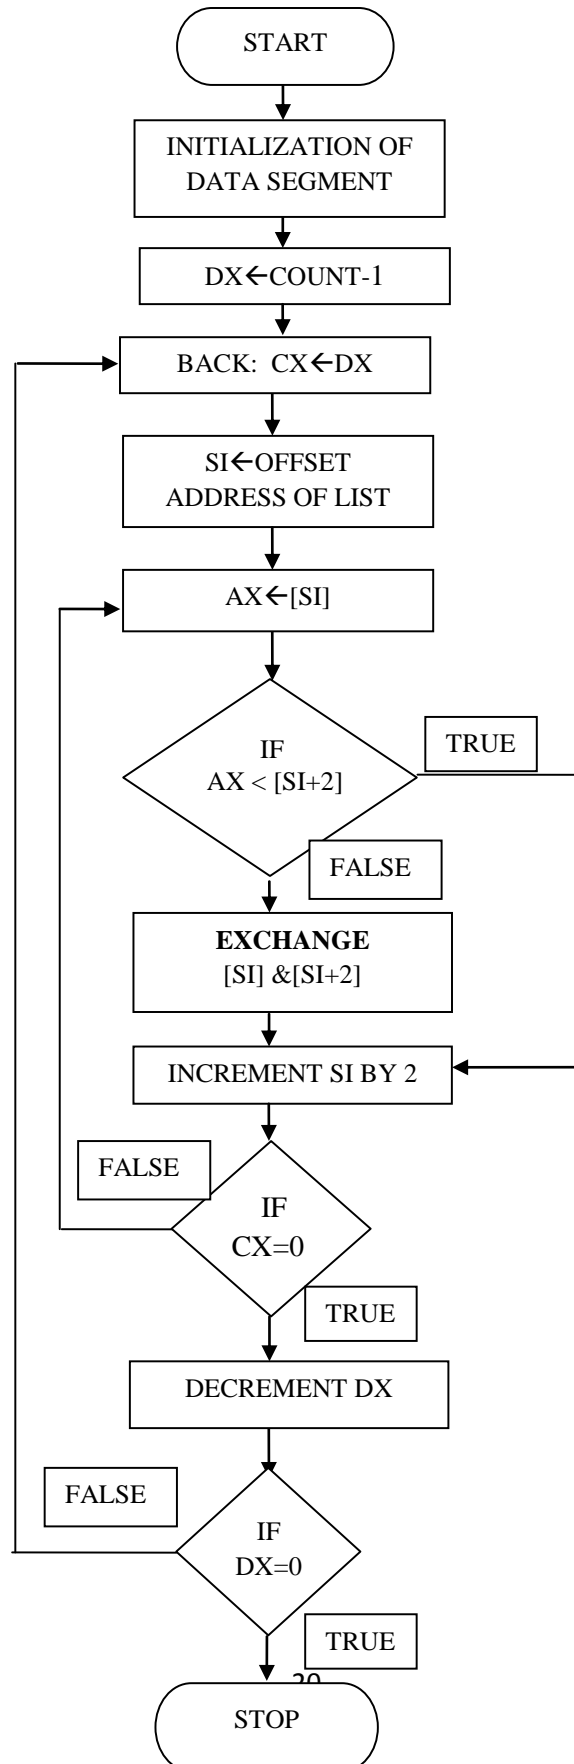 START
INITIALIZATION OF
DATA SEGMENT
DX←COUNT-1
BACK: CX←DX
SI←OFFSET
ADDRESS OF LIST
AX←[SI]
IF
AX < [SI+2]
TRUE
FALSE
EXCHANGE
[SI] &[SI+2]
INCREMENT SI BY 2
FALSE
IF
CX=0
TRUE
DECREMENT DX
FALSE
IF
DX=0
TRUE
STOP